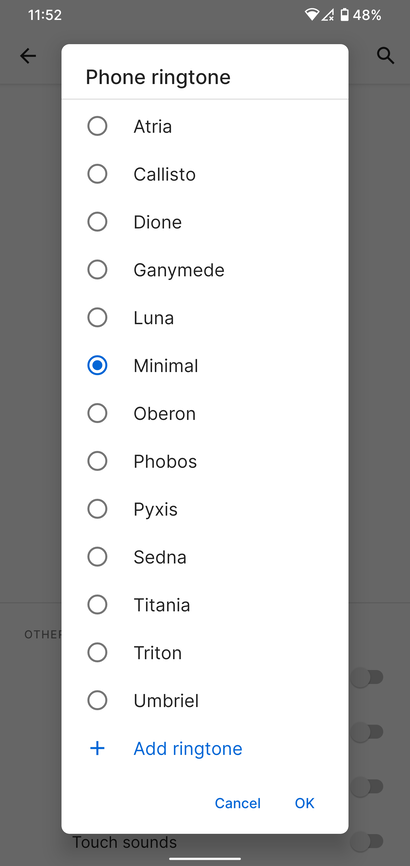 11:52
48%
Phone ringtone
Atria
Callisto
Dione
Ganymede
Luna
Minimal
Oberon
Phobos
Pyxis
Sedna
Titania
OTHER
Triton
Umbriel
+ Add ringtone
Cancel OK
Touch sounds